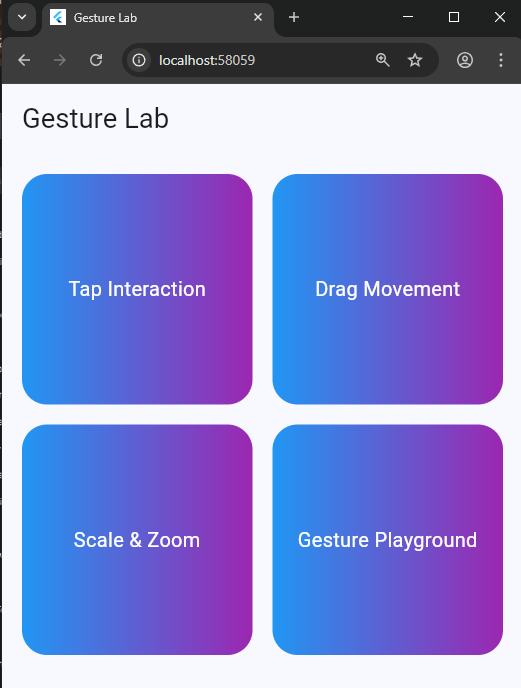 Gesture Lab
localhost:58059
Gesture Lab
Tap Interaction
Drag Movement
Scale & Zoom
Gesture Playground